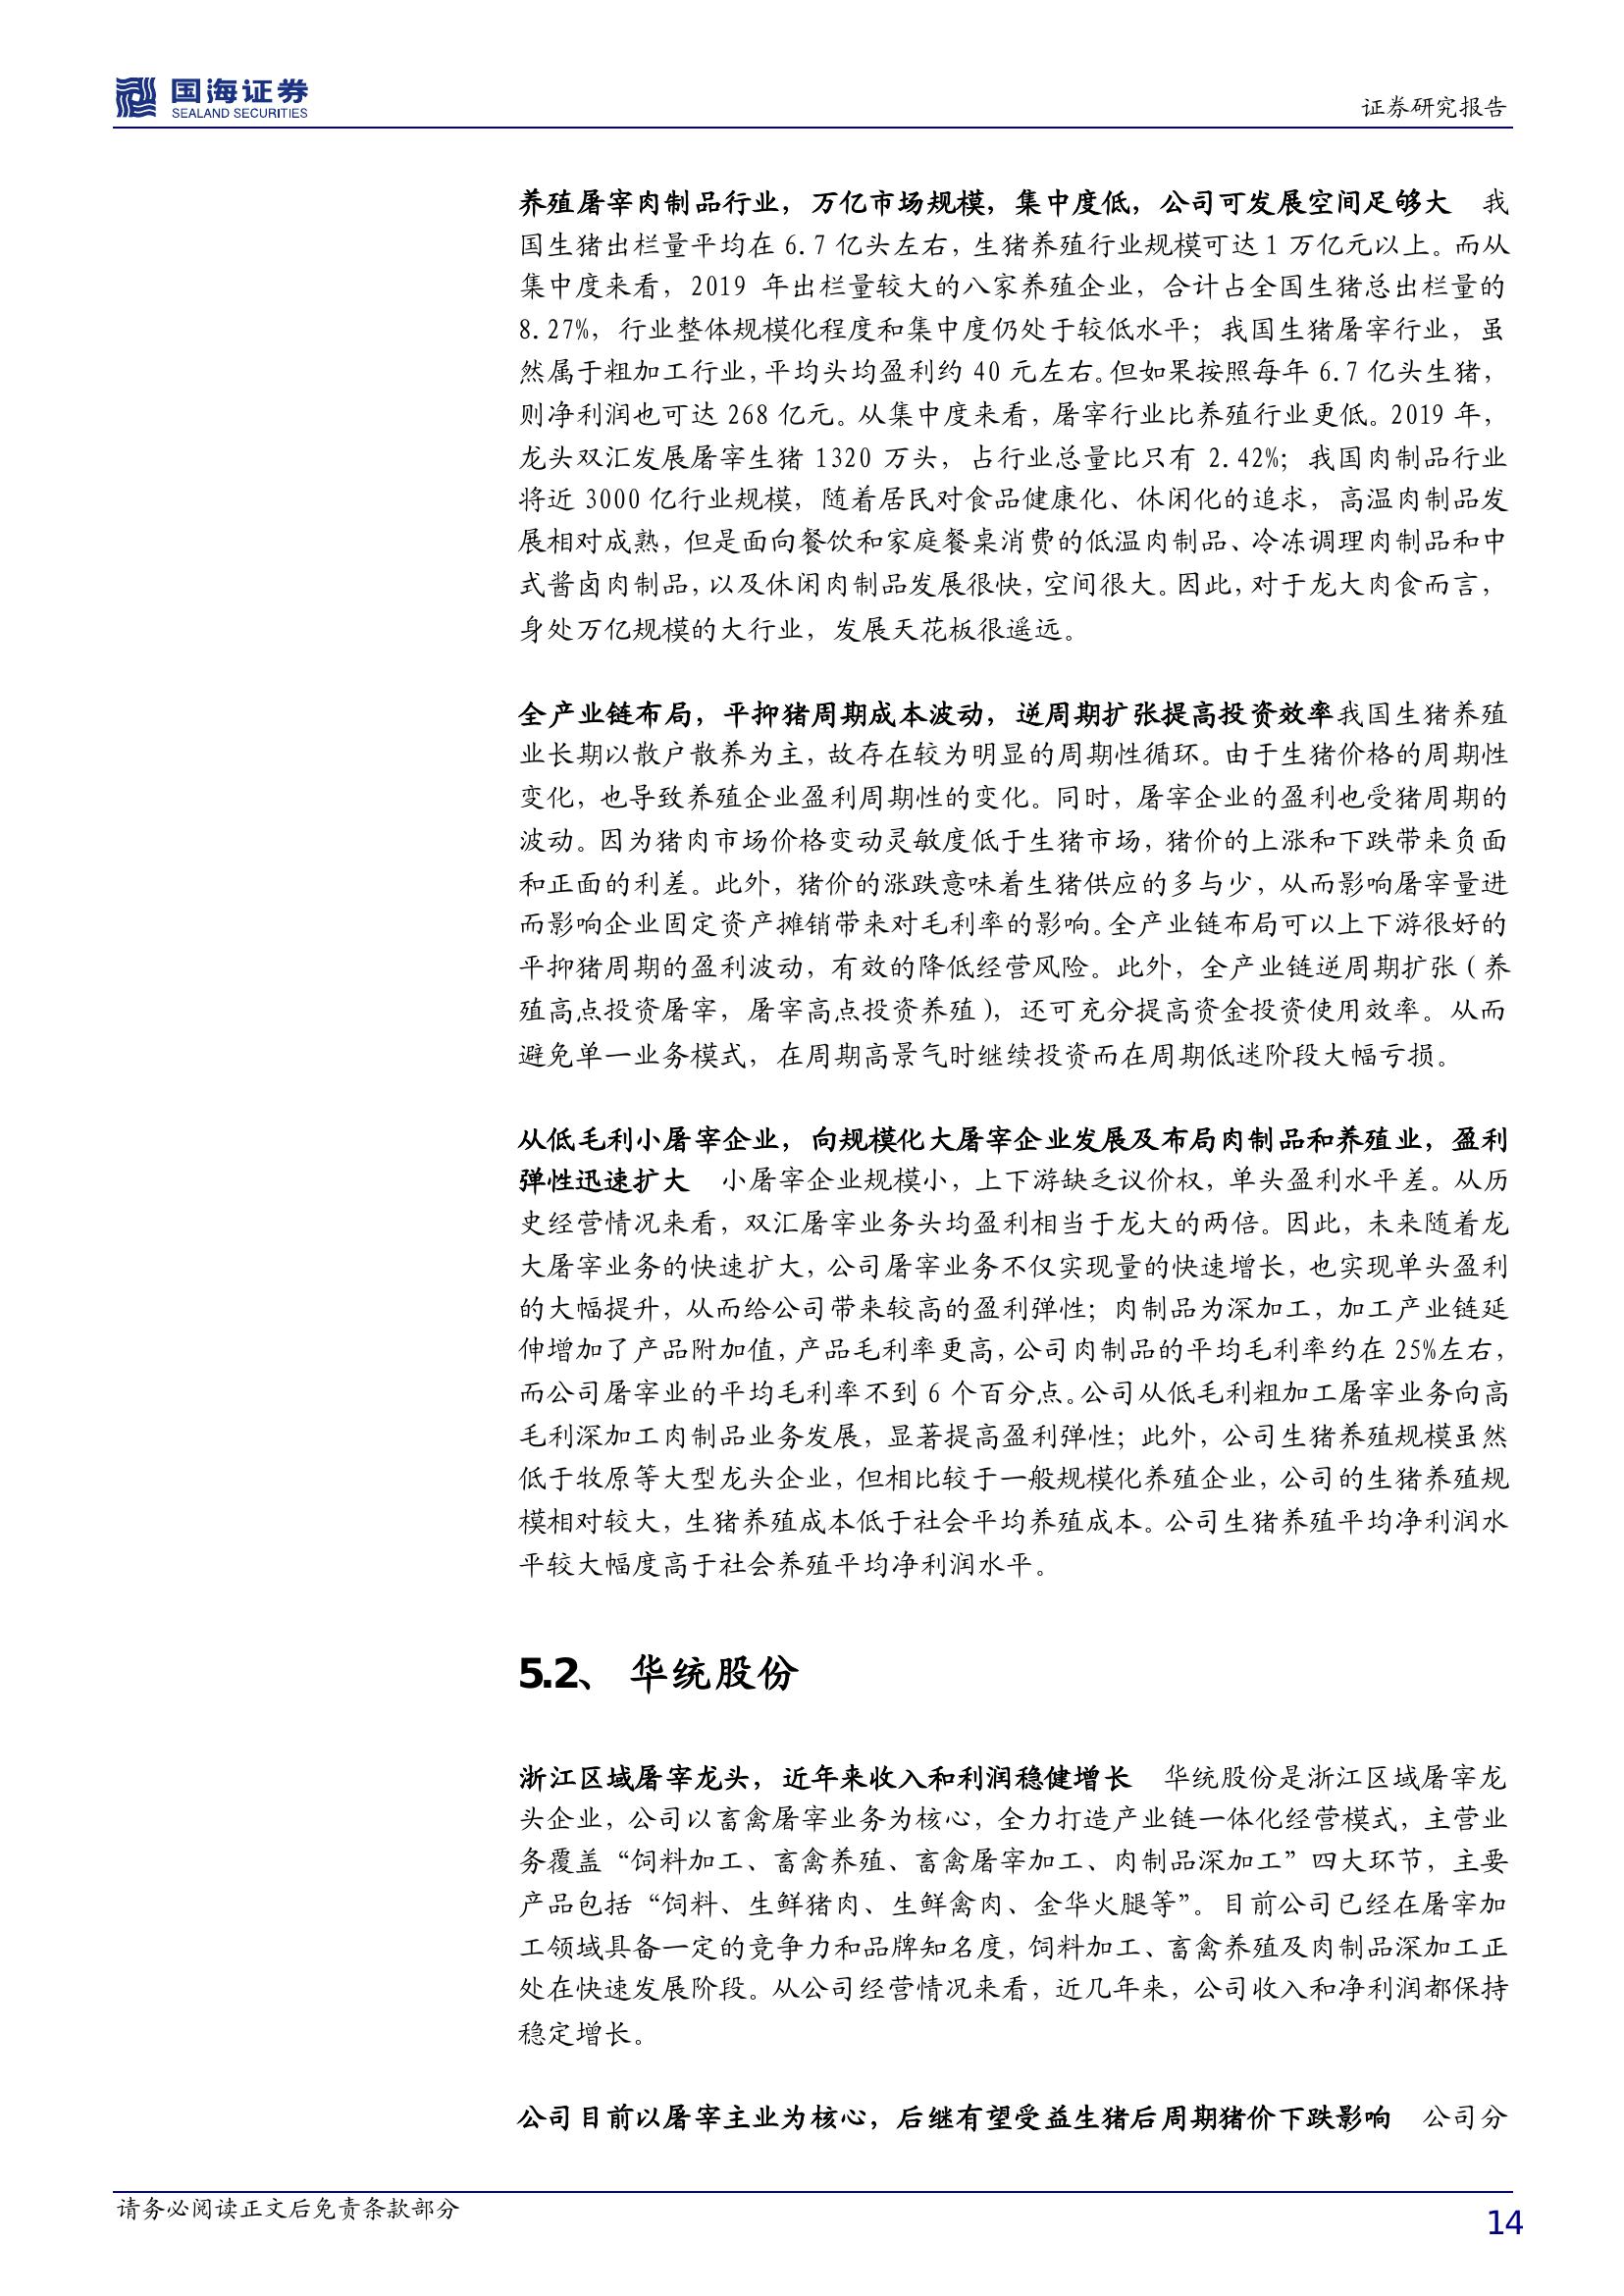 国海证券
SEALAND SECURITIES
证券研究报告
养殖屠宰肉制品行业，万亿市场规模，集中度低，公司可发展空间足够大 我
国生猪出栏量平均在 6.7 亿头左右，生猪养殖行业规模可达 1 万亿元以上。而从
集中度来看，2019 年出栏量较大的八家养殖企业，合计占全国生猪总出栏量的
8.27%，行业整体规模化程度和集中度仍处于较低水平；我国生猪屠宰行业，虽
然属于粗加工行业，平均头均盈利约 40 元左右。但如果按照每年 6.7 亿头生猪，
则净利润也可达 268 亿元。从集中度来看，屠宰行业比养殖行业更低。2019 年，
龙头双汇发展屠宰生猪 1320 万头，占行业总量比只有 2.42%；我国肉制品行业
将近 3000 亿行业规模，随着居民对食品健康化、休闲化的追求，高温肉制品发
展相对成熟，但是面向餐饮和家庭餐桌消费的低温肉制品、冷冻调理肉制品和中
式酱卤肉制品，以及休闲肉制品发展很快，空间很大。因此，对于龙大肉食而言，
身处万亿规模的大行业，发展天花板很遥远。
全产业链布局，平抑猪周期成本波动，逆周期扩张提高投资效率我国生猪养殖
业长期以散户散养为主，故存在较为明显的周期性循环。由于生猪价格的周期性
变化，也导致养殖企业盈利周期性的变化。同时，屠宰企业的盈利也受猪周期的
波动。因为猪肉市场价格变动灵敏度低于生猪市场，猪价的上涨和下跌带来负面
和正面的利差。此外，猪价的涨跌意味着生猪供应的多与少，从而影响屠宰量进
而影响企业固定资产摊销带来对毛利率的影响。全产业链布局可以上下游很好的
平抑猪周期的盈利波动，有效的降低经营风险。此外，全产业链逆周期扩张（养
殖高点投资屠宰，屠宰高点投资养殖），还可充分提高资金投资使用效率。从而
避免单一业务模式，在周期高景气时继续投资而在周期低迷阶段大幅亏损。
从低毛利小屠宰企业，向规模化大屠宰企业发展及布局肉制品和养殖业，盈利
弹性迅速扩大 小屠宰企业规模小，上下游缺乏议价权，单头盈利水平差。从历
史经营情况来看，双汇屠宰业务头均盈利相当于龙大的两倍。因此，未来随着龙
大屠宰业务的快速扩大，公司屠宰业务不仅实现量的快速增长，也实现单头盈利
的大幅提升，从而给公司带来较高的盈利弹性；肉制品为深加工，加工产业链延
伸增加了产品附加值，产品毛利率更高，公司肉制品的平均毛利率约在 25%左右，
而公司屠宰业的平均毛利率不到 6 个百分点。公司从低毛利粗加工屠宰业务向高
毛利深加工肉制品业务发展，显著提高盈利弹性；此外，公司生猪养殖规模虽然
低于牧原等大型龙头企业，但相比较于一般规模化养殖企业，公司的生猪养殖规
模相对较大，生猪养殖成本低于社会平均养殖成本。公司生猪养殖平均净利润水
平较大幅度高于社会养殖平均净利润水平。
5.2、 华统股份
浙江区域屠宰龙头，近年来收入和利润稳健增长 华统股份是浙江区域屠宰龙
头企业，公司以畜禽屠宰业务为核心，全力打造产业链一体化经营模式，主营业
务覆盖“饲料加工、畜禽养殖、畜禽屠宰加工、肉制品深加工”四大环节，主要
产品包括“饲料、生鲜猪肉、生鲜禽肉、金华火腿等”。目前公司已经在屠宰加
工领域具备一定的竞争力和品牌知名度，饲料加工、畜禽养殖及肉制品深加工正
处在快速发展阶段。从公司经营情况来看，近几年来，公司收入和净利润都保持
稳定增长。
公司目前以屠宰主业为核心，后继有望受益生猪后周期猪价下跌影响 公司分
请务必阅读正文后免责条款部分
14